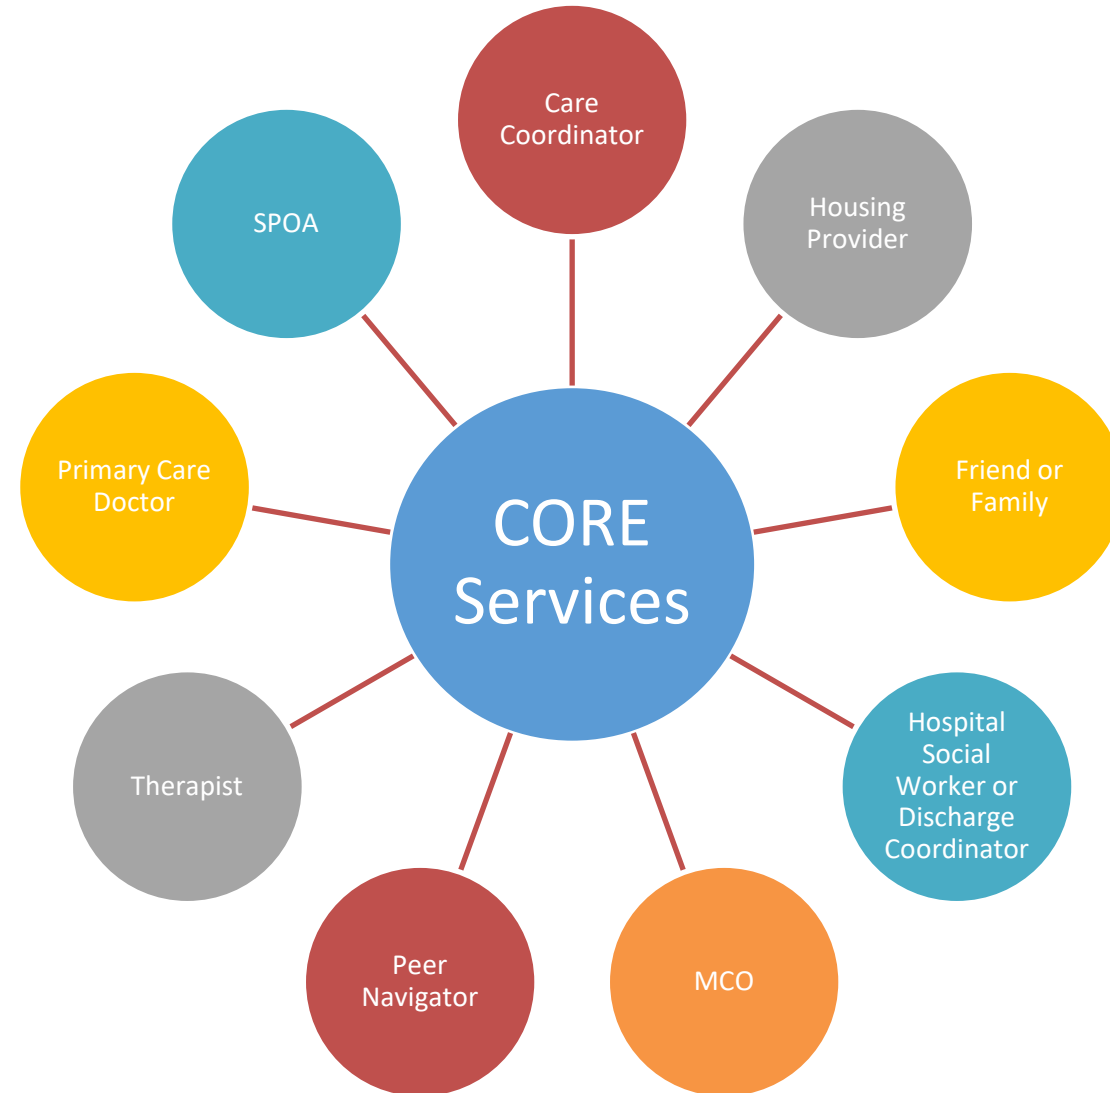 Care
Coordinator
Housing
Provider
Friend or
Family
Hospital
Social
Worker or
Discharge
Coordinator
MCO
Peer
Navigator
Therapist
Primary Care
Doctor
SPOA
CORE
Services